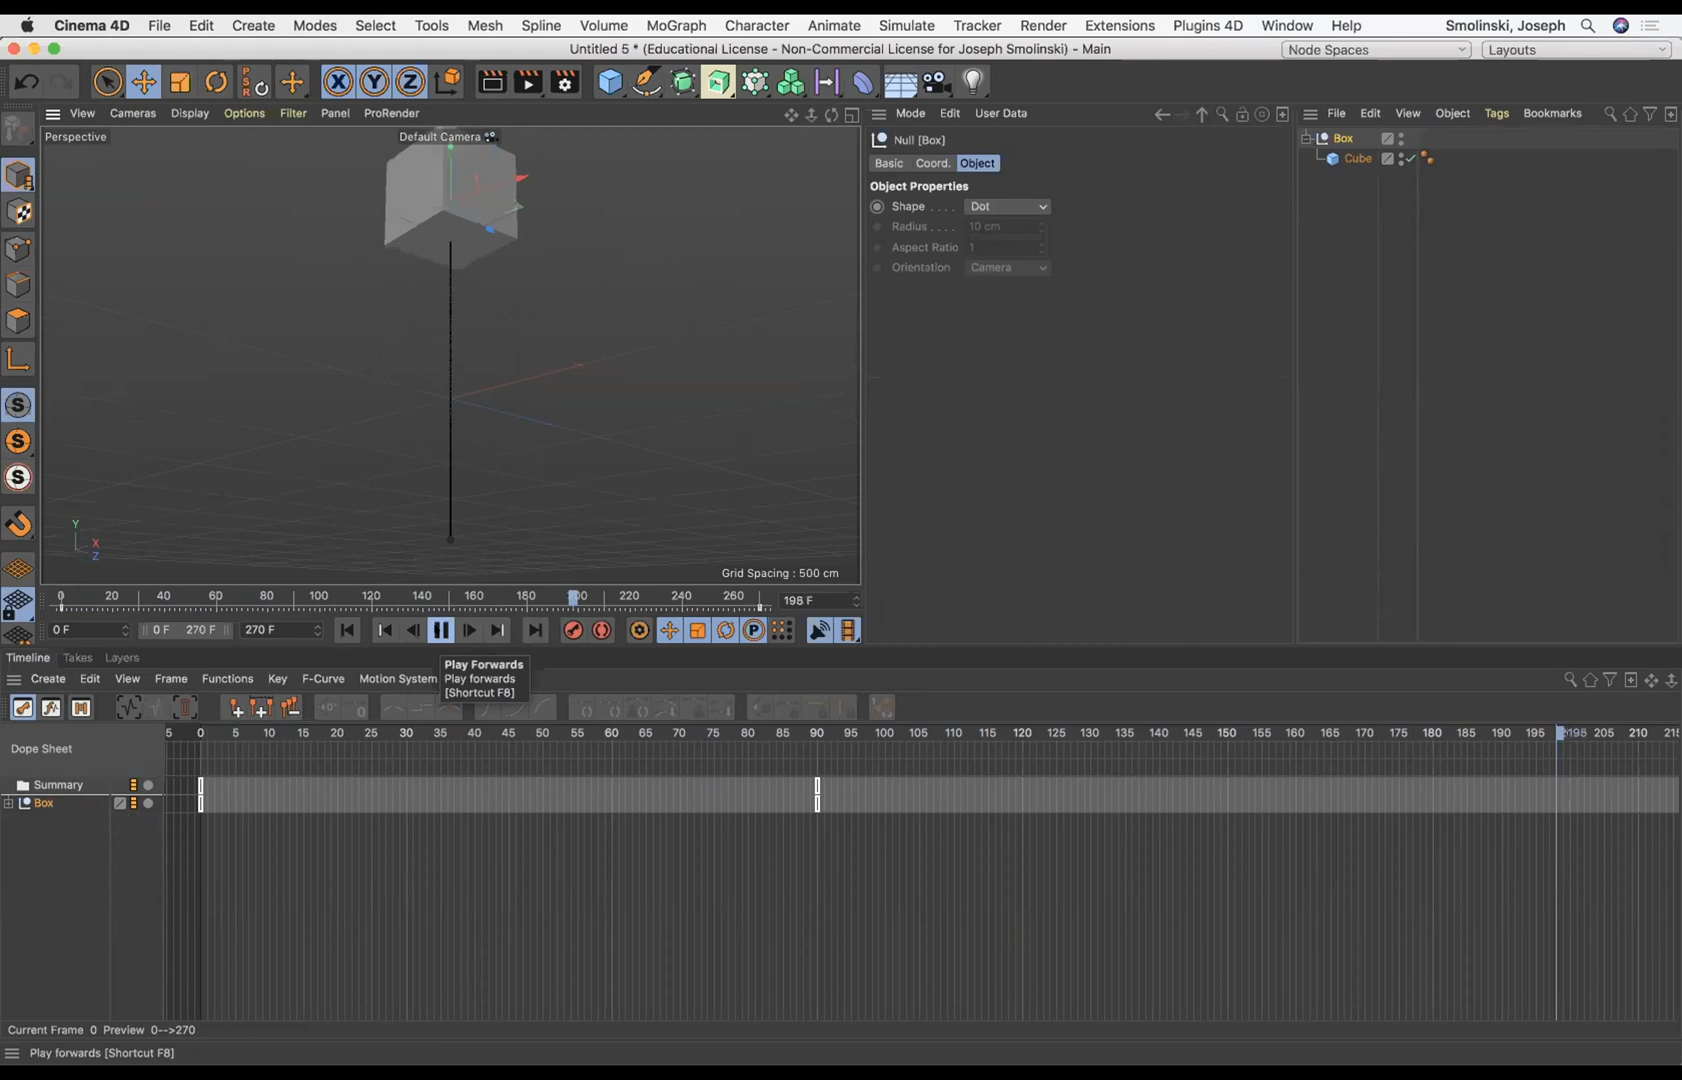 Cinema 4D File Edit Create Modes Select Tools Mesh Spline Volume MoGraph Character Animate Simulate Tracker Render Extensions Plugins 4D Window Help Smolinski, Joseph
Untitled 5 * (Educational License - Non-Commercial License for Joseph Smolinski) - Main
Node Spaces Layouts
PSR X Y Z
View Cameras Display Options Filter Panel ProRender
Mode Edit User Data
File Edit View Object Tags Bookmarks
Perspective Default Camera
Null [Box]
Box
Cube
Basic Coord. Object
Object Properties
Shape . . . . Dot
Radius . . . . 10 cm
Aspect Ratio 1
Orientation Camera
S
S
S
Y
X
Z
Grid Spacing : 500 cm
0 20 40 60 80 100 120 140 160 180 220 240 260 198 F
0 F 0 F 270 F 270 F
P
Timeline Takes Layers
Play Forwards
Play forwards
[Shortcut F8]
Create Edit View Frame Functions Key F-Curve Motion System
5 0 5 10 15 20 25 30 35 40 45 50 55 60 65 70 75 80 85 90 95 100 105 110 115 120 125 130 135 140 145 150 155 160 165 170 175 180 185 190 195 205 210
Dope Sheet
Summary
Box
Current Frame 0 Preview 0-->270
Play forwards [Shortcut F8]